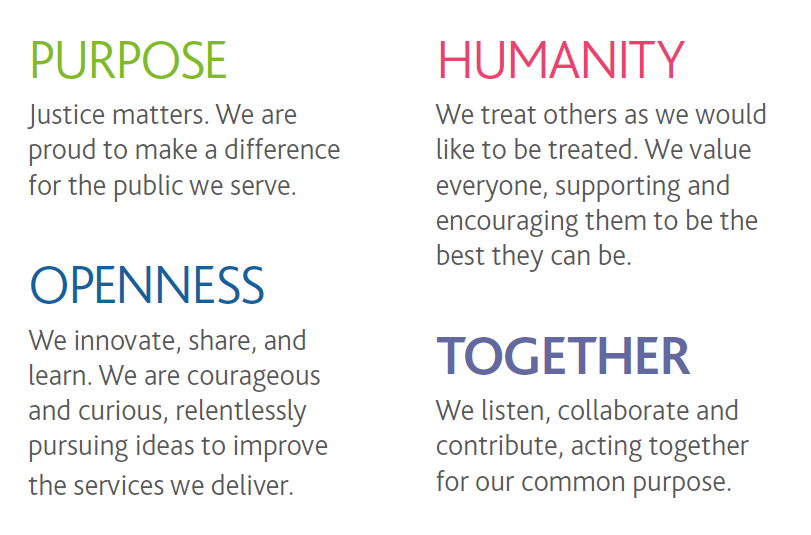 PURPOSE
Justice matters. We are
proud to make a difference
for the public we serve.
OPENNESS
We innovate, share, and
learn. We are courageous
and curious, relentlessly
pursuing ideas to improve
the services we deliver.
HUMANITY
We treat others as we would
like to be treated. We value
everyone, supporting and
encouraging them to be the
best they can be.
TOGETHER
We listen, collaborate and
contribute, acting together
for our common purpose.